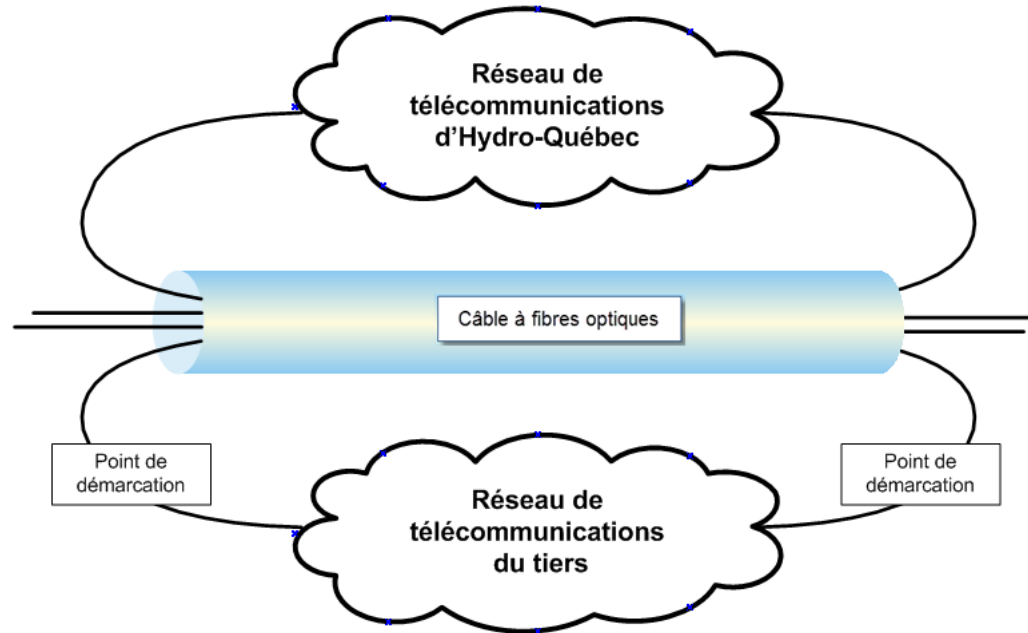 Réseau de
télécommunications
d'Hydro-Québec
Câble à fibres optiques
Point de
démarcation
Point de
démarcation
Réseau de
télécommunications
du tiers